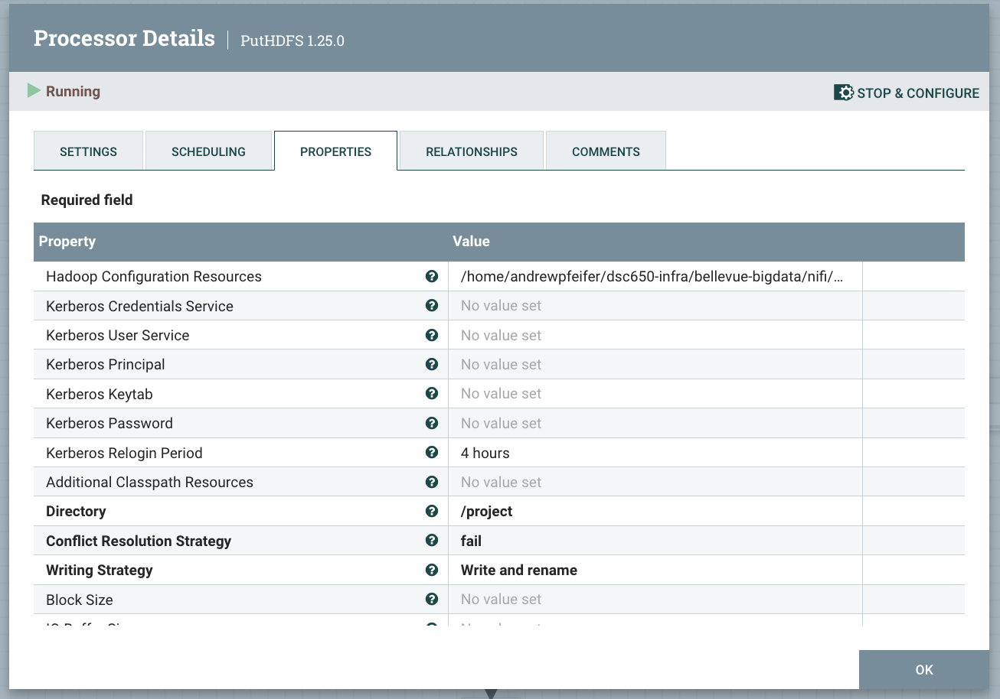 Processor Details | PutHDFS 1.25.0
Running
STOP & CONFIGURE
SETTINGS SCHEDULING PROPERTIES RELATIONSHIPS COMMENTS
Required field
Property Value
Hadoop Configuration Resources /home/andrewpfeifer/dsc650-infra/bellevue-bigdata/nifi/...
Kerberos Credentials Service No value set
Kerberos User Service No value set
Kerberos Principal No value set
Kerberos Keytab No value set
Kerberos Password No value set
Kerberos Relogin Period 4 hours
Additional Classpath Resources No value set
Directory /project
Conflict Resolution Strategy fail
Writing Strategy Write and rename
Block Size No value set
OK